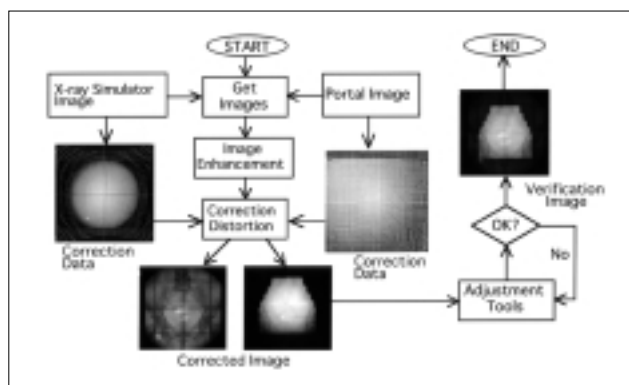 START
END
X-ray Simulator
Image
Get
Images
Portal Image
Image
Enhancement
Correction
Distortion
Correction
Data
Correction
Data
Verification
Image
OK?
No
Adjustment
Tools
Corrected Image